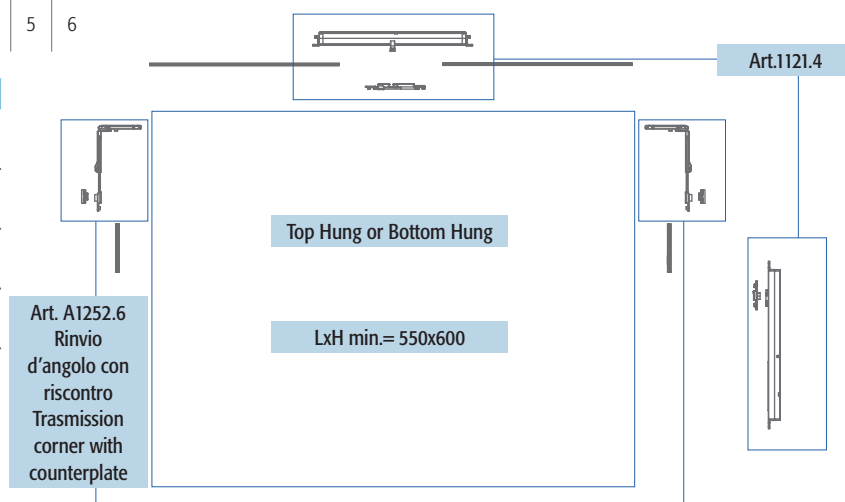 5 6
Art.1121.4
Top Hung or Bottom Hung
LxH min.= 550x600
Art. A1252.6
Rinvio
d'angolo con
riscontro
Trasmission
corner with
counterplate